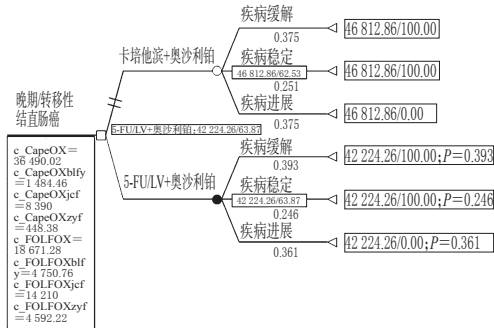 疾病缓解
0.375
46 812.86/100.00
卡培他滨+奥沙利铂
疾病稳定
46 812.86/62.53
0.251
46 812.86/100.00
疾病进展
0.375
46 812.86/0.00
晚期/转移性
结直肠癌
5-FU/LV+奥沙利铂:42 224.26/63.87
c_CapeOX=
36 490.02
c_CapeOXblfy
=1 484.46
c_CapeOXjcf
=8 390
c_CapeOXzyf
=448.38
c_FOLFOX=
18 671.28
c_FOLFOXblf
y=4 750.76
c_FOLFOXjcf
=14 210
c_FOLFOXzyf
=4 592.22
疾病缓解
0.393
42 224.26/100.00;P=0.393
5-FU/LV+奥沙利铂
疾病稳定
42 224.26/63.87
0.246
42 224.26/100.00;P=0.246
疾病进展
0.361
42 224.26/0.00;P=0.361